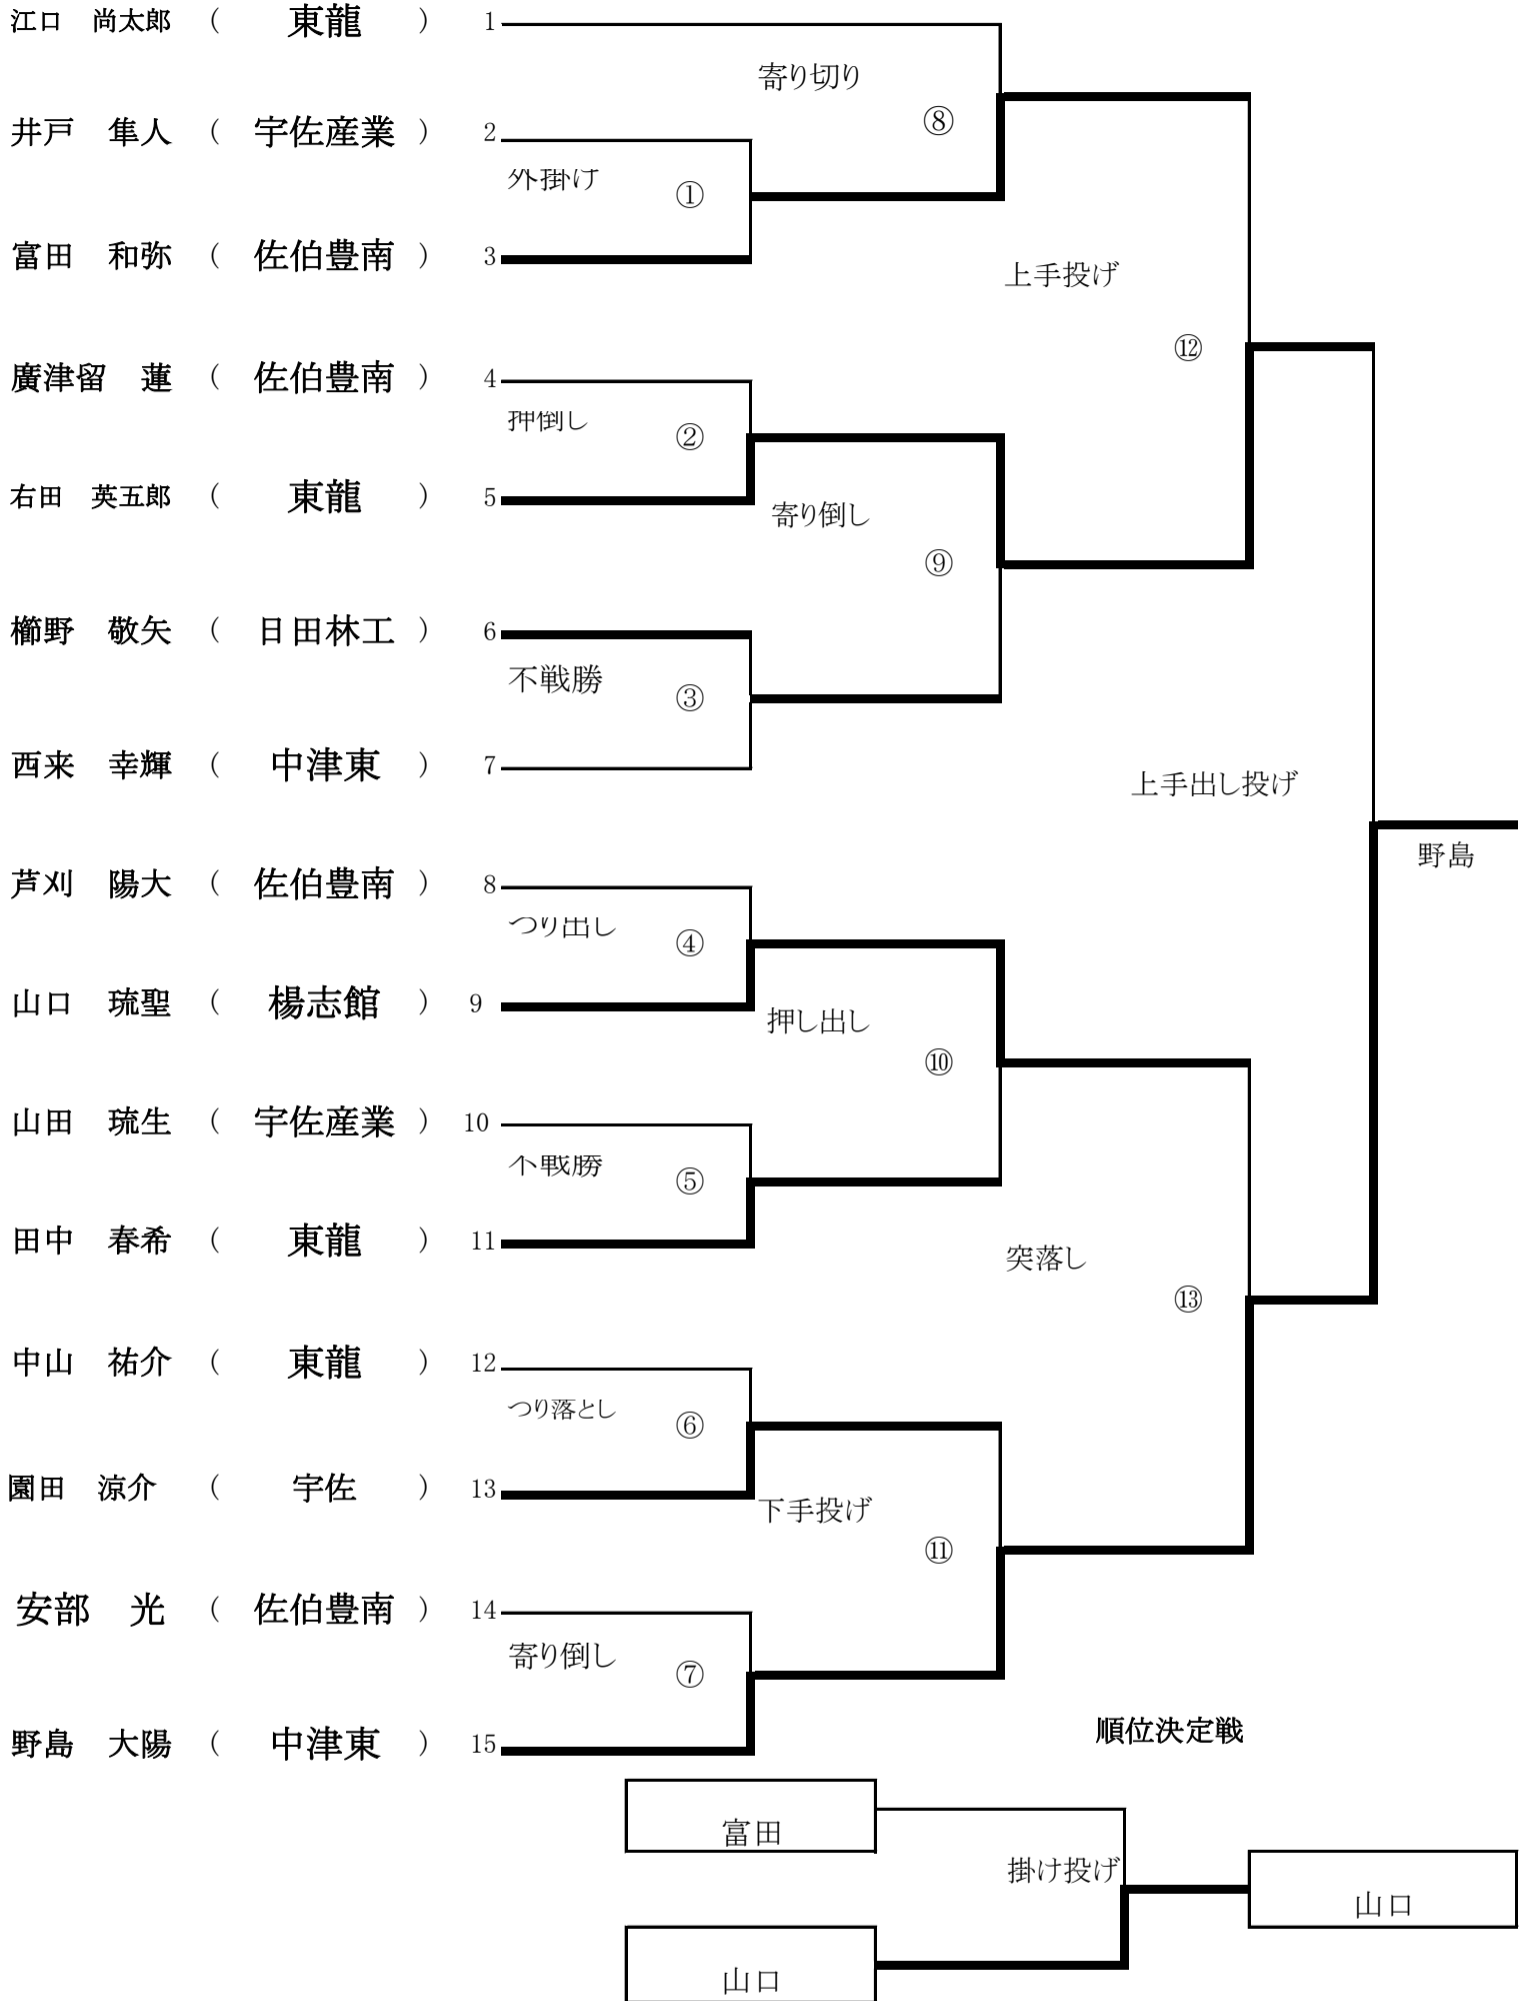 江口　尚太郎　（　東龍　）　1
寄り切り
⑧
井戸　隼人　（　宇佐産業　）　2
外掛け　①
富田　和弥　（　佐伯豊南　）　3
上手投げ
⑫
廣津留　蓮　（　佐伯豊南　）　4
押倒し　②
右田　英五郎　（　東龍　）　5
寄り倒し
⑨
櫛野　敬矢　（　日田林工　）　6
不戦勝　③
西来　幸輝　（　中津東　）　7
上手出し投げ
野島
芦刈　陽大　（　佐伯豊南　）　8
つり出し　④
山口　琉聖　（　楊志館　）　9
押し出し
⑩
山田　琉生　（　宇佐産業　）　10
不戦勝　⑤
田中　春希　（　東龍　）　11
突落し
⑬
中山　祐介　（　東龍　）　12
つり落とし　⑥
園田　涼介　（　宇佐　）　13
下手投げ
⑪
安部　光　（　佐伯豊南　）　14
寄り倒し　⑦
野島　大陽　（　中津東　）　15
順位決定戦
富田
掛け投げ
山口
山口